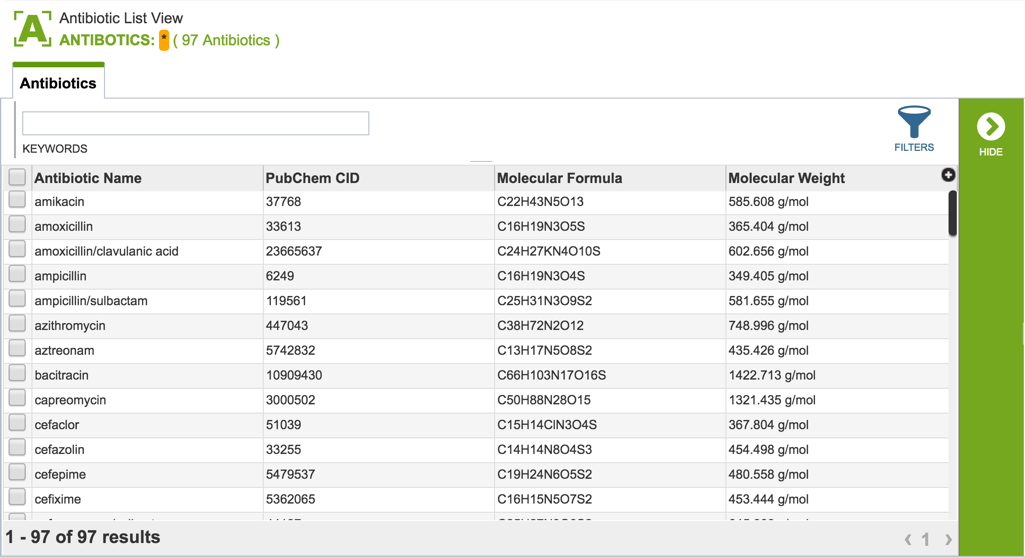 A
Antibiotic List View
ANTIBOTICS: * ( 97 Antibiotics )
Antibiotics
KEYWORDS
FILTERS
HIDE
Antibiotic Name PubChem CID Molecular Formula Molecular Weight
amikacin 37768 C22H43N5O13 585.608 g/mol
amoxicillin 33613 C16H19N3O5S 365.404 g/mol
amoxicillin/clavulanic acid 23665637 C24H27KN4O10S 602.656 g/mol
ampicillin 6249 C16H19N3O4S 349.405 g/mol
ampicillin/sulbactam 119561 C25H31N3O9S2 581.655 g/mol
azithromycin 447043 C38H72N2O12 748.996 g/mol
aztreonam 5742832 C13H17N5O8S2 435.426 g/mol
bacitracin 10909430 C66H103N17O16S 1422.713 g/mol
capreomycin 3000502 C50H88N28O15 1321.435 g/mol
cefaclor 51039 C15H14ClN3O4S 367.804 g/mol
cefazolin 33255 C14H14N8O4S3 454.498 g/mol
cefepime 5479537 C19H24N6O5S2 480.558 g/mol
cefixime 5362065 C16H15N5O7S2 453.444 g/mol
1 - 97 of 97 results
1